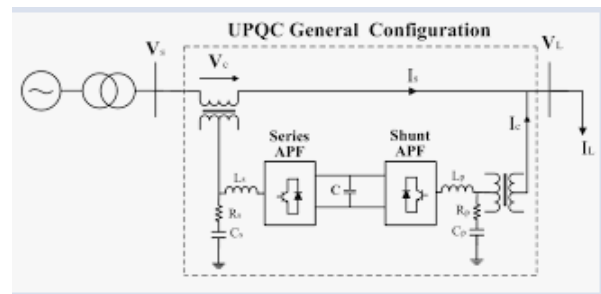 UPQC General Configuration
Vs
VL
Vc
Is
Ic
IL
Series
APF
Shunt
APF
Ls
C
Lp
Rs
Rp
Cs
Cp